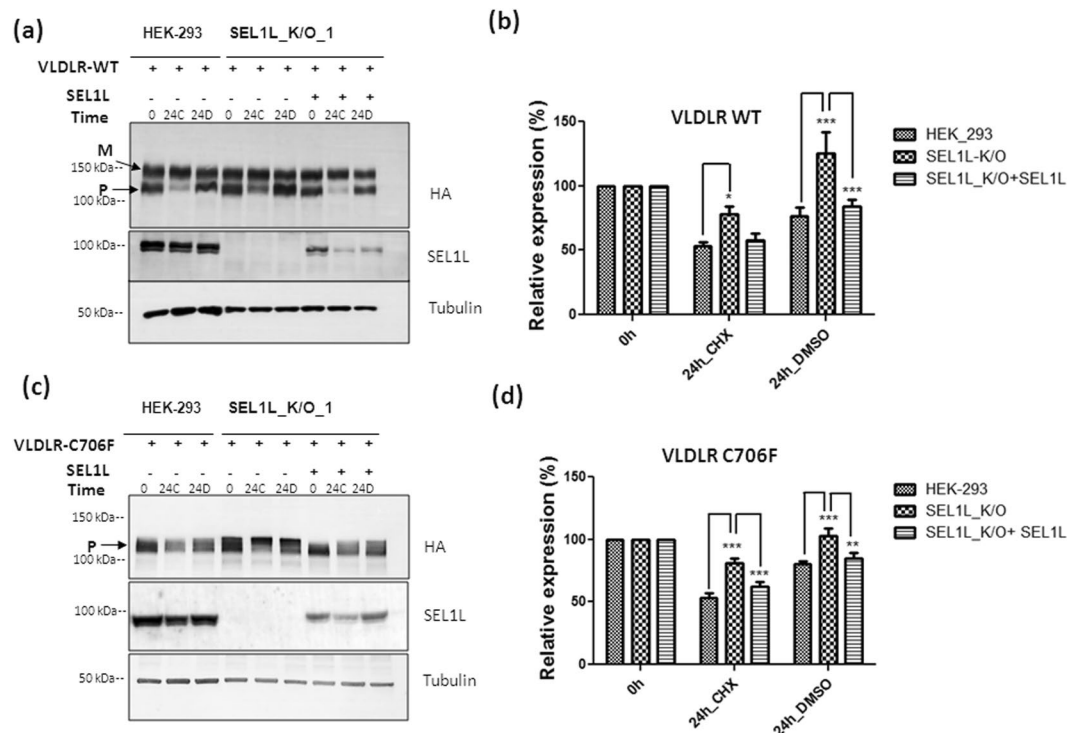 (a)
HEK-293 SEL1L_K/O_1
VLDLR-WT + + + + + + + + +
SEL1L - - - - - - + + +
Time 0 24C 24D 0 24C 24D 0 24C 24D
M
150 kDa--
P
100 kDa--
HA
100 kDa--
SEL1L
50 kDa--
Tubulin
(b)
VLDLR WT
Relative expression (%)
150
100
50
0
*
***
***
0h
24h_CHX
24h_DMSO
HEK_293
SEL1L-K/O
SEL1L_K/O+SEL1L
(c)
HEK-293 SEL1L_K/O_1
VLDLR-C706F + + + + + + + + +
SEL1L - - - - - - + + +
Time 0 24C 24D 0 24C 24D 0 24C 24D
150 kDa--
P
100 kDa--
HA
100 kDa--
SEL1L
50 kDa--
Tubulin
(d)
VLDLR C706F
Relative expression (%)
150
100
50
0
***
***
***
**
0h
24h_CHX
24h_DMSO
HEK-293
SEL1L_K/O
SEL1L_K/O+ SEL1L